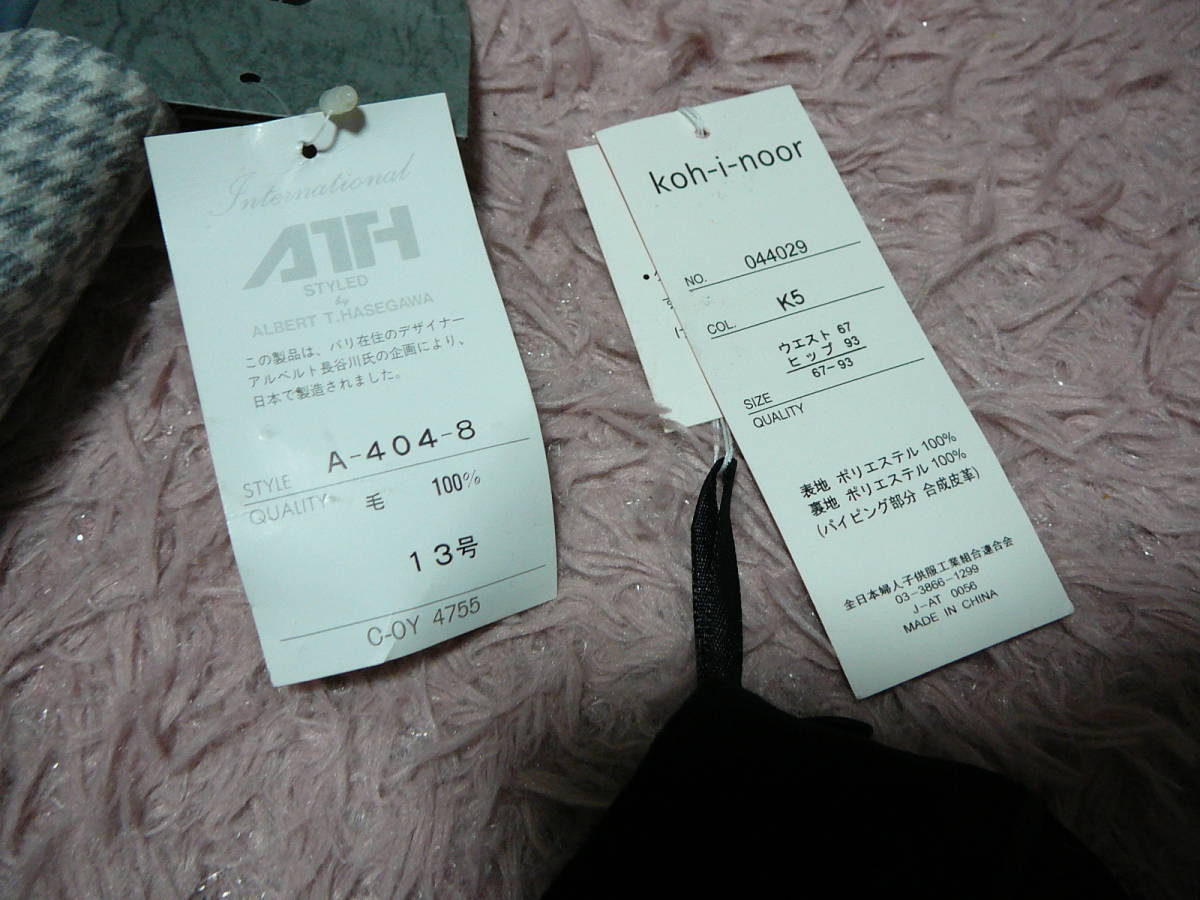 International
ATH
STYLED
by
ALBERT T.HASEGAWA
この製品は、パリ在住のデザイナー
アルベルト長谷川氏の企画により、
日本で製造されました。
STYLE A-404-8
QUALITY 毛 100%
13号
C-OY 4755
koh-i-noor
NO. 044029
COL. K5
ウエスト 67
ヒップ 93
SIZE 67-93
QUALITY
表地 ポリエステル 100%
裏地 ポリエステル 100%
(パイピング部分 合成皮革)
全日本婦人子供服工業組合連合会
03-3866-1299
J-AT 0056
MADE IN CHINA